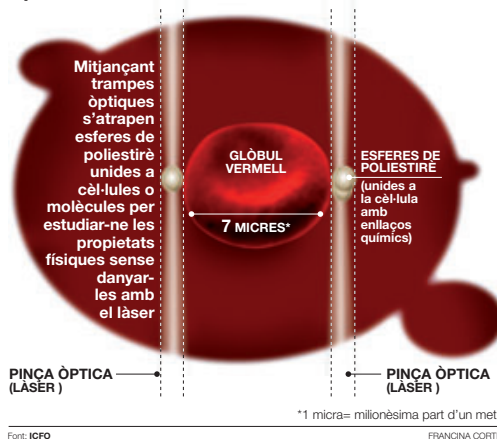 Mitjançant
trampes
òptiques
s'atrapen
esferes de
poliestirè
unides a
cèl·lules o
molècules per
estudiar-ne les
propietats
físiques sense
danyar-
les amb
el làser
GLÒBUL
VERMELL
7 MICRES*
ESFERES DE
POLIESTIRÈ
(unides a
la cèl·lula
amb
enllaços
químics)
PINÇA ÒPTICA
(LÀSER )
PINÇA ÒPTICA
(LÀSER )
*1 micra= milionèsima part d'un met
Font: ICFO
FRANCINA CORT